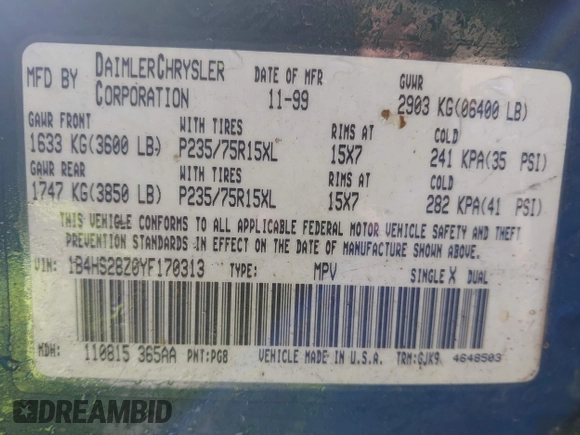 MFD BY DAIMLERCHRYSLER CORPORATION DATE OF MFR 11-99 GVWR 2903 KG(06400 LB)
GAWR FRONT WITH TIRES RIMS AT COLD
1633 KG(3600 LB) P235/75R15XL 15X7 241 KPA(35 PSI)
GAWR REAR WITH TIRES RIMS AT COLD
1747 KG(3850 LB) P235/75R15XL 15X7 282 KPA(41 PSI)
THIS VEHICLE CONFORMS TO ALL APPLICABLE FEDERAL MOTOR VEHICLE SAFETY AND THEFT
PREVENTION STANDARDS IN EFFECT ON THE DATE OF MANUFACTURE SHOWN ABOVE.
VIN: 1B4HS28Z0YF170313 TYPE: MPV SINGLE X DUAL
MDH: 110815 365AA PNT:PG8 VEHICLE MADE IN U.S.A. TRM:GJK9 4648503
DREAMBID